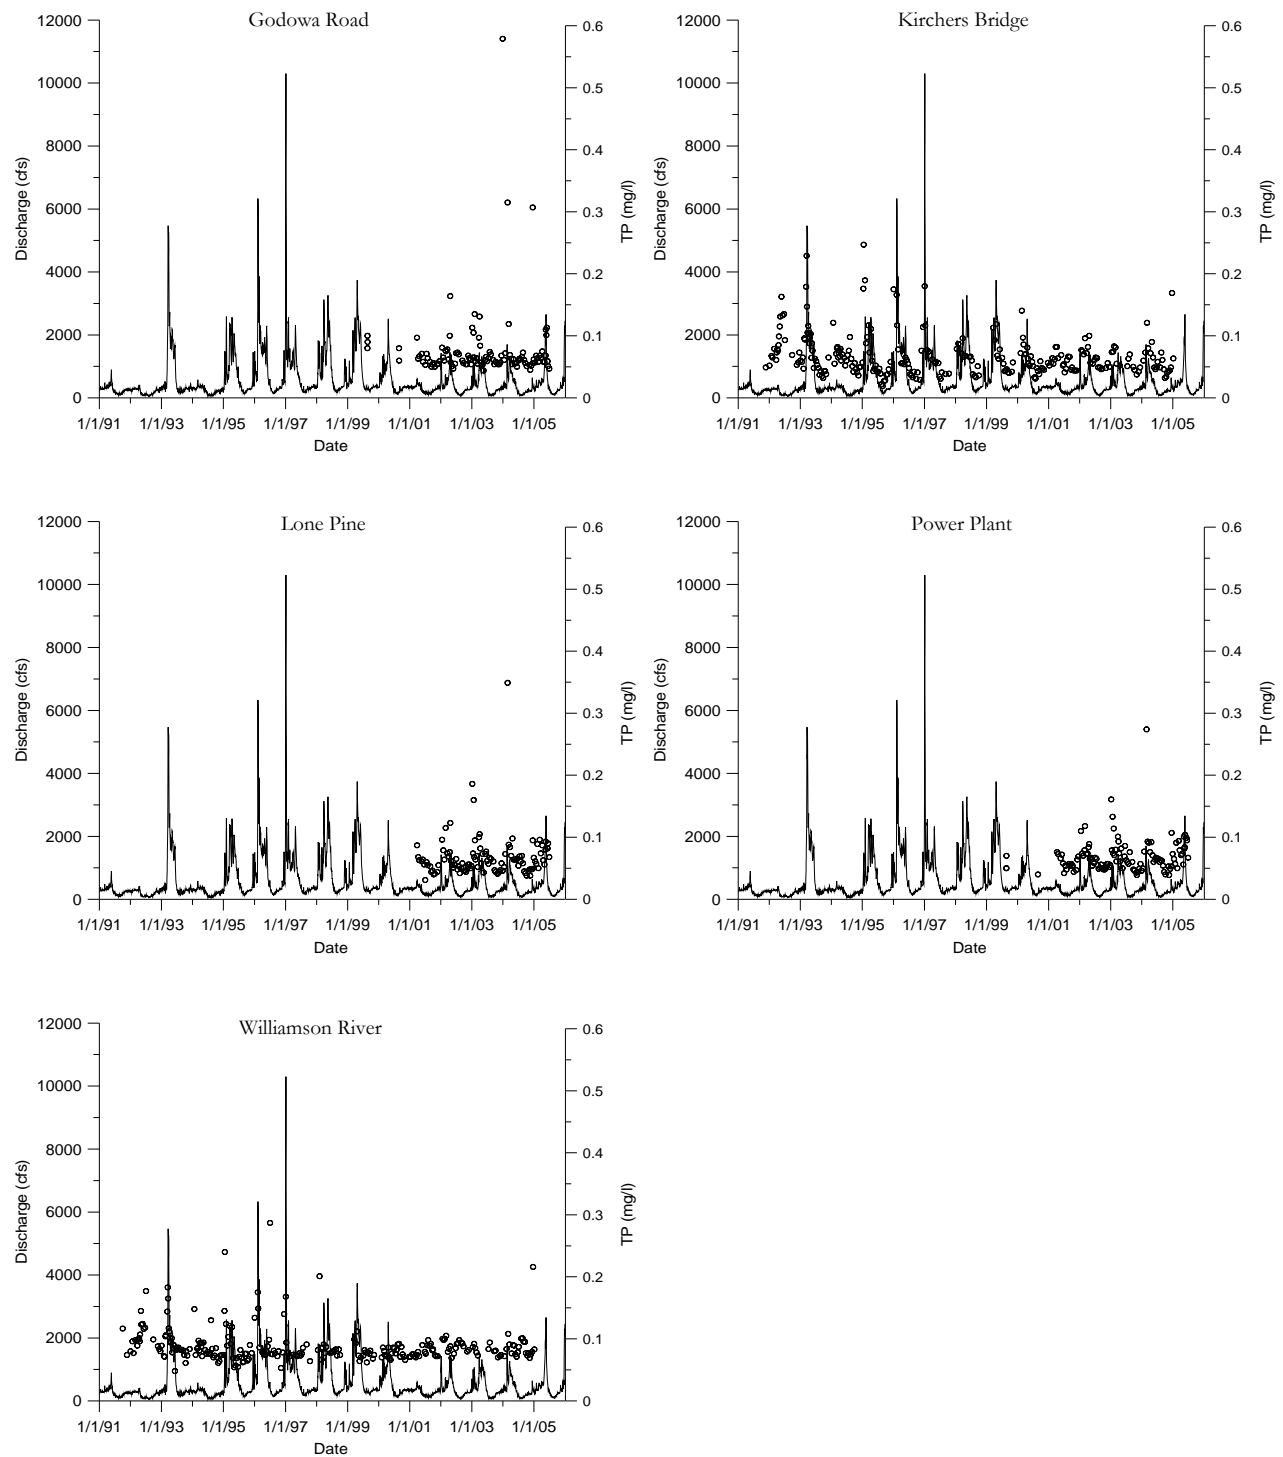 Godowa Road
12000
10000
8000
6000
4000
2000
0
Discharge (cfs)
0.6
0.5
0.4
0.3
0.2
0.1
0
TP (mg/l)
1/1/91 1/1/93 1/1/95 1/1/97 1/1/99 1/1/01 1/1/03 1/1/05
Date
Kirchers Bridge
12000
10000
8000
6000
4000
2000
0
Discharge (cfs)
0.6
0.5
0.4
0.3
0.2
0.1
0
TP (mg/l)
1/1/91 1/1/93 1/1/95 1/1/97 1/1/99 1/1/01 1/1/03 1/1/05
Date
Lone Pine
12000
10000
8000
6000
4000
2000
0
Discharge (cfs)
0.6
0.5
0.4
0.3
0.2
0.1
0
TP (mg/l)
1/1/91 1/1/93 1/1/95 1/1/97 1/1/99 1/1/01 1/1/03 1/1/05
Date
Power Plant
12000
10000
8000
6000
4000
2000
0
Discharge (cfs)
0.6
0.5
0.4
0.3
0.2
0.1
0
TP (mg/l)
1/1/91 1/1/93 1/1/95 1/1/97 1/1/99 1/1/01 1/1/03 1/1/05
Date
Williamson River
12000
10000
8000
6000
4000
2000
0
Discharge (cfs)
0.6
0.5
0.4
0.3
0.2
0.1
0
TP (mg/l)
1/1/91 1/1/93 1/1/95 1/1/97 1/1/99 1/1/01 1/1/03 1/1/05
Date